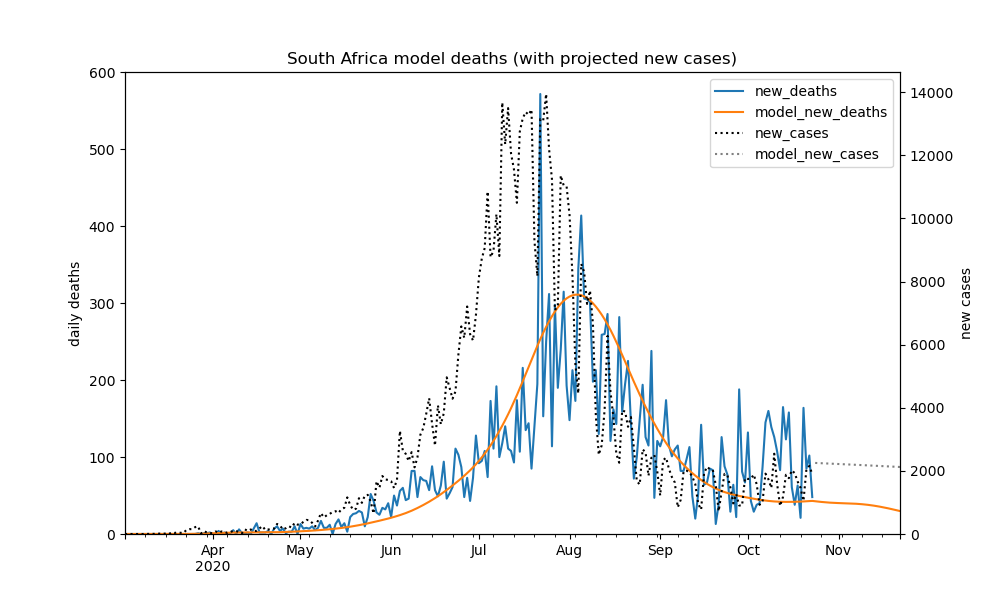 South Africa model deaths (with projected new cases)
600
500
400
300
200
100
0
daily deaths
14000
12000
10000
8000
6000
4000
2000
0
new cases
new_deaths
model_new_deaths
new_cases
model_new_cases
Apr May Jun Jul Aug Sep Oct Nov
2020